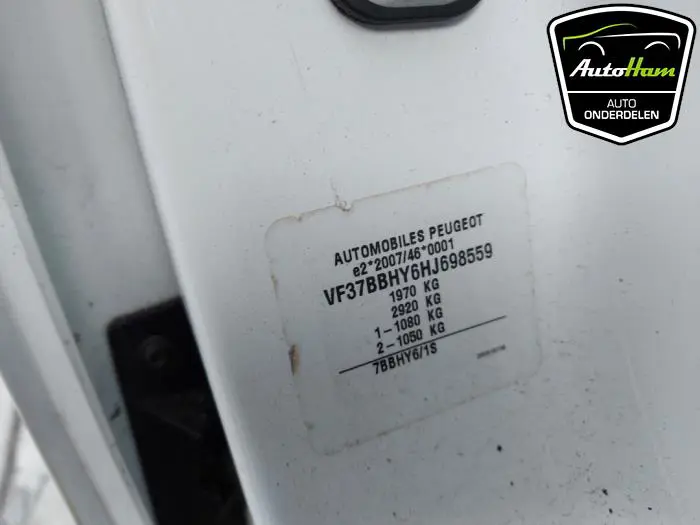 AutoHam
AUTO
ONDERDELEN
AUTOMOBILES PEUGEOT
e2*2007/46*0001
VF37BBHY6HJ698559
1970 KG
2920 KG
1-1080 KG
2-1050 KG
7BBHY6/1S